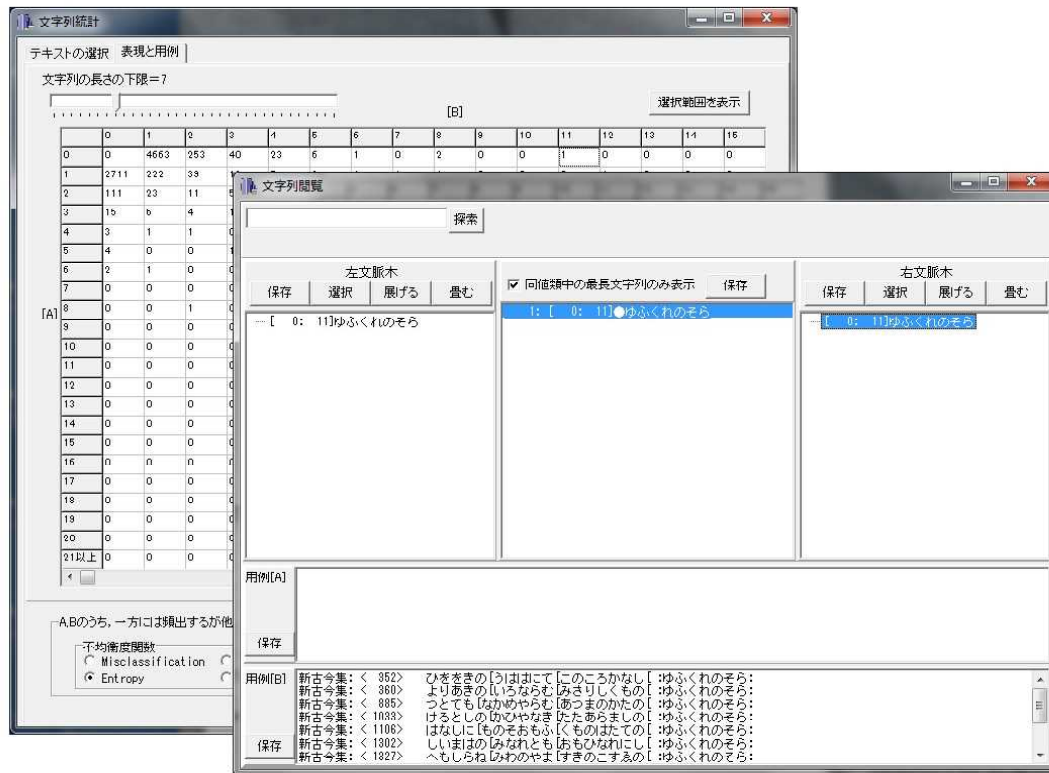 文字列統計
テキストの選択 表現と用例
文字列の長さの下限=7
[B]
選択範囲を表示
0 1 2 3 4 5 6 7 8 9 10 11 12 13 14 15
0 0 4663 253 40 23 6 1 0 2 0 0 1 0 0 0 0
1 2711 222 39
2 111 23 11
3 15 6 4
4 3 1 1
5 4 0 0
6 2 1 0
7 0 0 0
[A]
8 0 0 1
9 0 0 0
10 0 0 0
11 0 0 0
12 0 0 0
13 0 0 0
14 0 0 0
15 0 0 0
16 0 0 0
17 0 0 0
18 0 0 0
19 0 0 0
20 0 0 0
21以上 0 0 0
A,Bのうち,一方には頻出するが他
不均衡度関数
Misclassification
Entropy
文字列閲覧
探索
左文脈木
保存 選択 展げる 畳む
[ 0: 11]ゆふくれのそら
同値類中の最長文字列のみ表示 保存
1: [ 0: 11]●ゆふくれのそら
右文脈木
保存 選択 展げる 畳む
[ 0: 11]ゆふくれのそら
用例[A]
保存
用例[B]
保存
新古今集: < 352> ひをきの[うははにて[このころかなし[ :ゆふくれのそら:
新古今集: < 360> よりあきの[いろならむ[みさりしくもの[ :ゆふくれのそら:
新古今集: < 885> つとても[なかめやらむ[あつまのかたの[ :ゆふくれのそら:
新古今集: < 1033> けるとしの[かひやなき[たたあらましの[ :ゆふくれのそら:
新古今集: < 1106> はなしに[ものそおもふ[くものはたての[ :ゆふくれのそら:
新古今集: < 1302> しいまはの[みなれとも[おもひなれにし[ :ゆふくれのそら:
新古今集: < 1327> へもしらね[みわのやま[すきのこすゑの[ :ゆふくれのそら: